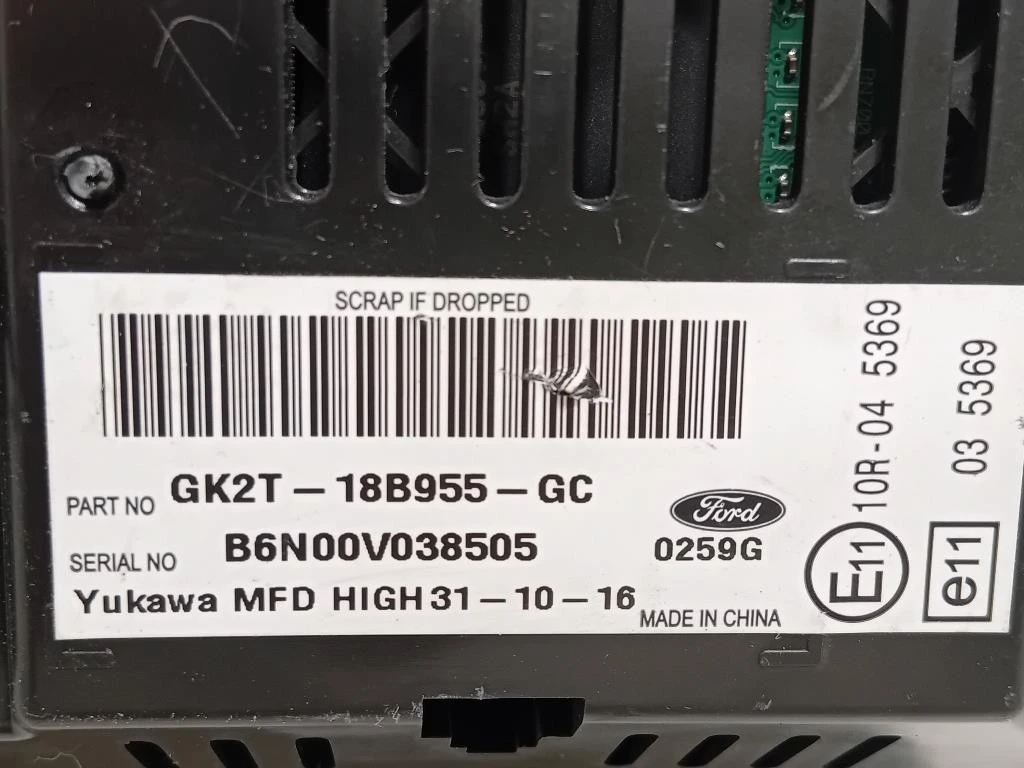 SCRAP IF DROPPED
PART NO GK2T-18B955-GC
Ford
SERIAL NO B6N00V038505
0259G
Yukawa MFD HIGH 31-10-16
MADE IN CHINA
E11
10R-04 5369
e11
03 5369